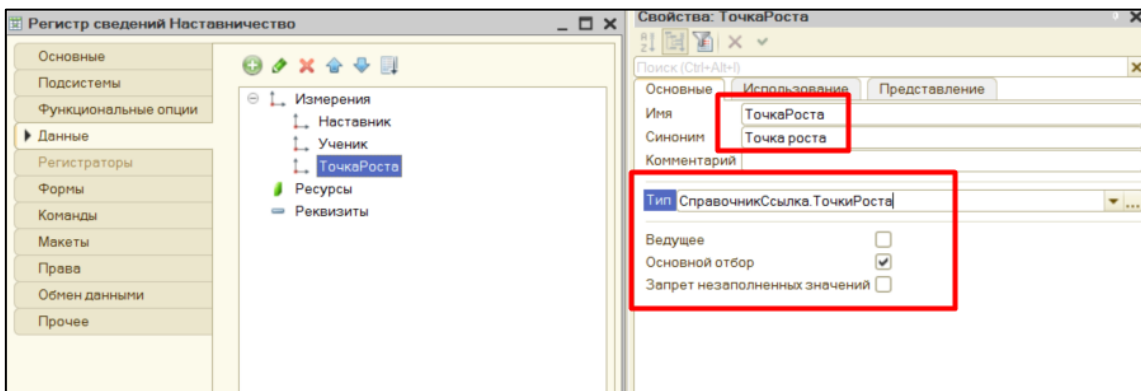 Регистр сведений Наставничество
Основные
Подсистемы
Функциональные опции
Данные
Регистраторы
Формы
Команды
Макеты
Права
Обмен данными
Прочее
Измерения
Наставник
Ученик
ТочкаРоста
Ресурсы
Реквизиты
Свойства: ТочкаРоста
Поиск (Ctrl+Alt+I)
Основные Использование Представление
Имя ТочкаРоста
Синоним Точка роста
Комментарий
Тип СправочникСсылка.ТочкиРоста
Ведущее
Основной отбор
Запрет незаполненных значений